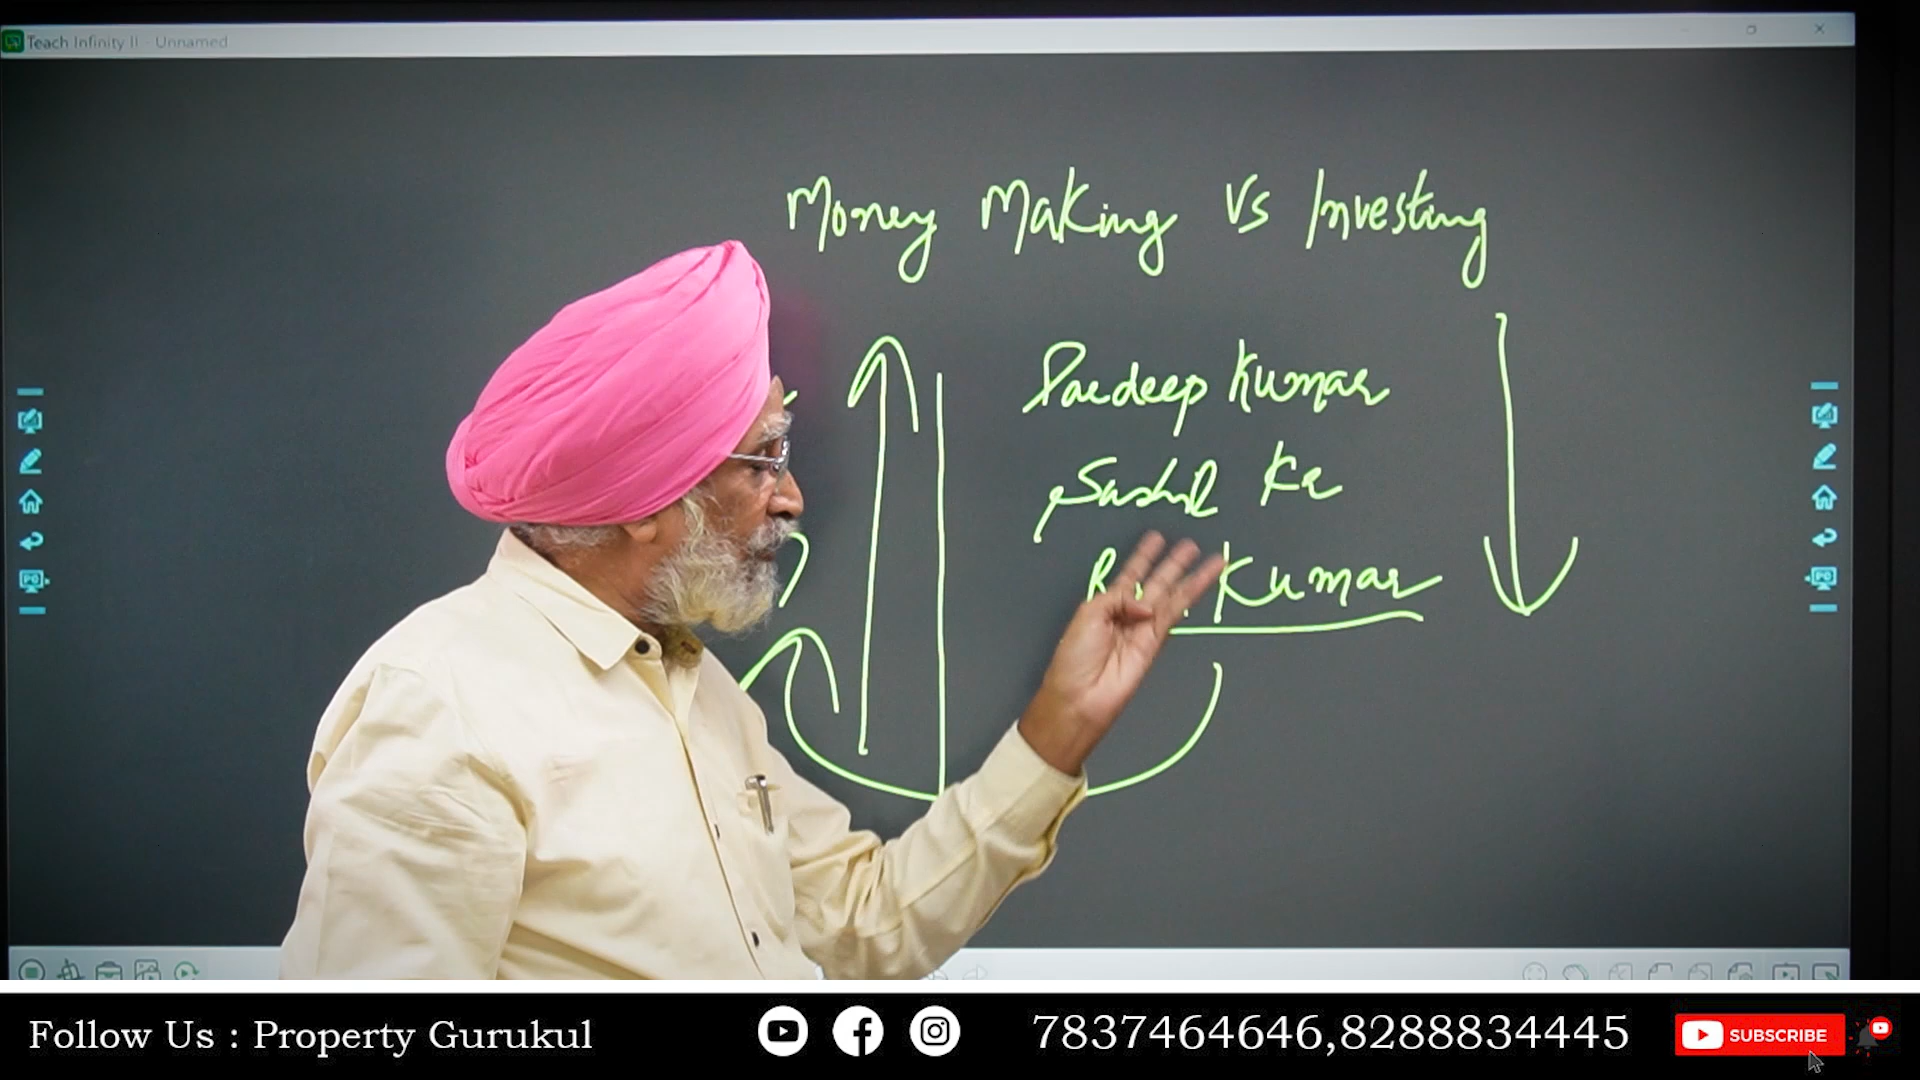 Teach Infinity II - Unnamed
Money Making Vs Investing
Pardeep Kumar
Sushil Kr
Kumar
Follow Us : Property Gurukul
7837464646,8288834445
SUBSCRIBE